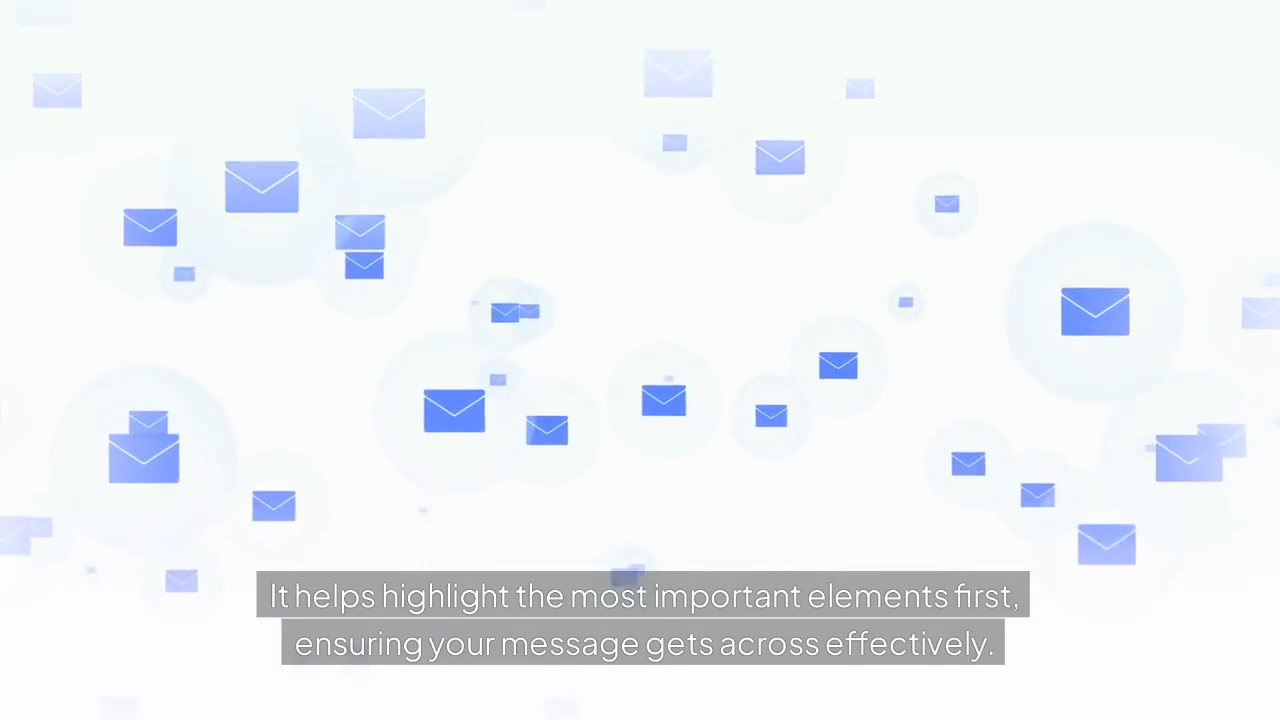 It helps highlight the most important elements first,
ensuring your message gets across effectively.